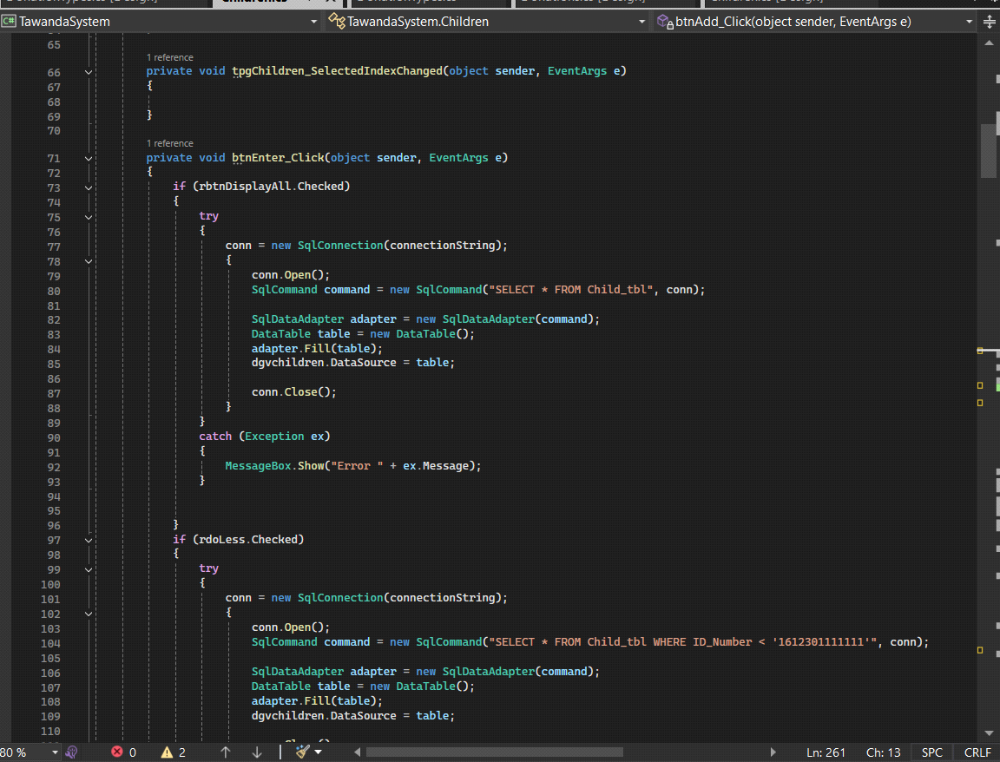 TawandaSystem TawandaSystem.Children btnAdd_Click(object sender, EventArgs e)
65
1 reference
66 private void tpgChildren_SelectedIndexChanged(object sender, EventArgs e)
67 {
68
69 }
70
1 reference
71 private void btnEnter_Click(object sender, EventArgs e)
72 {
73 if (rbtnDisplayAll.Checked)
74 {
75 try
76 {
77 conn = new SqlConnection(connectionString);
78 {
79 conn.Open();
80 SqlCommand command = new SqlCommand("SELECT * FROM Child_tbl", conn);
81
82 SqlDataAdapter adapter = new SqlDataAdapter(command);
83 DataTable table = new DataTable();
84 adapter.Fill(table);
85 dgvchildren.DataSource = table;
86
87 conn.Close();
88 }
89 }
90 catch (Exception ex)
91 {
92 MessageBox.Show("Error " + ex.Message);
93 }
94
95
96 }
97 if (rdoLess.Checked)
98 {
99 try
100 {
101 conn = new SqlConnection(connectionString);
102 {
103 conn.Open();
104 SqlCommand command = new SqlCommand("SELECT * FROM Child_tbl WHERE ID_Number < '1612301111111'", conn);
105
106 SqlDataAdapter adapter = new SqlDataAdapter(command);
107 DataTable table = new DataTable();
108 adapter.Fill(table);
109 dgvchildren.DataSource = table;
110
80 % 0 2 Ln: 261 Ch: 13 SPC CRLF